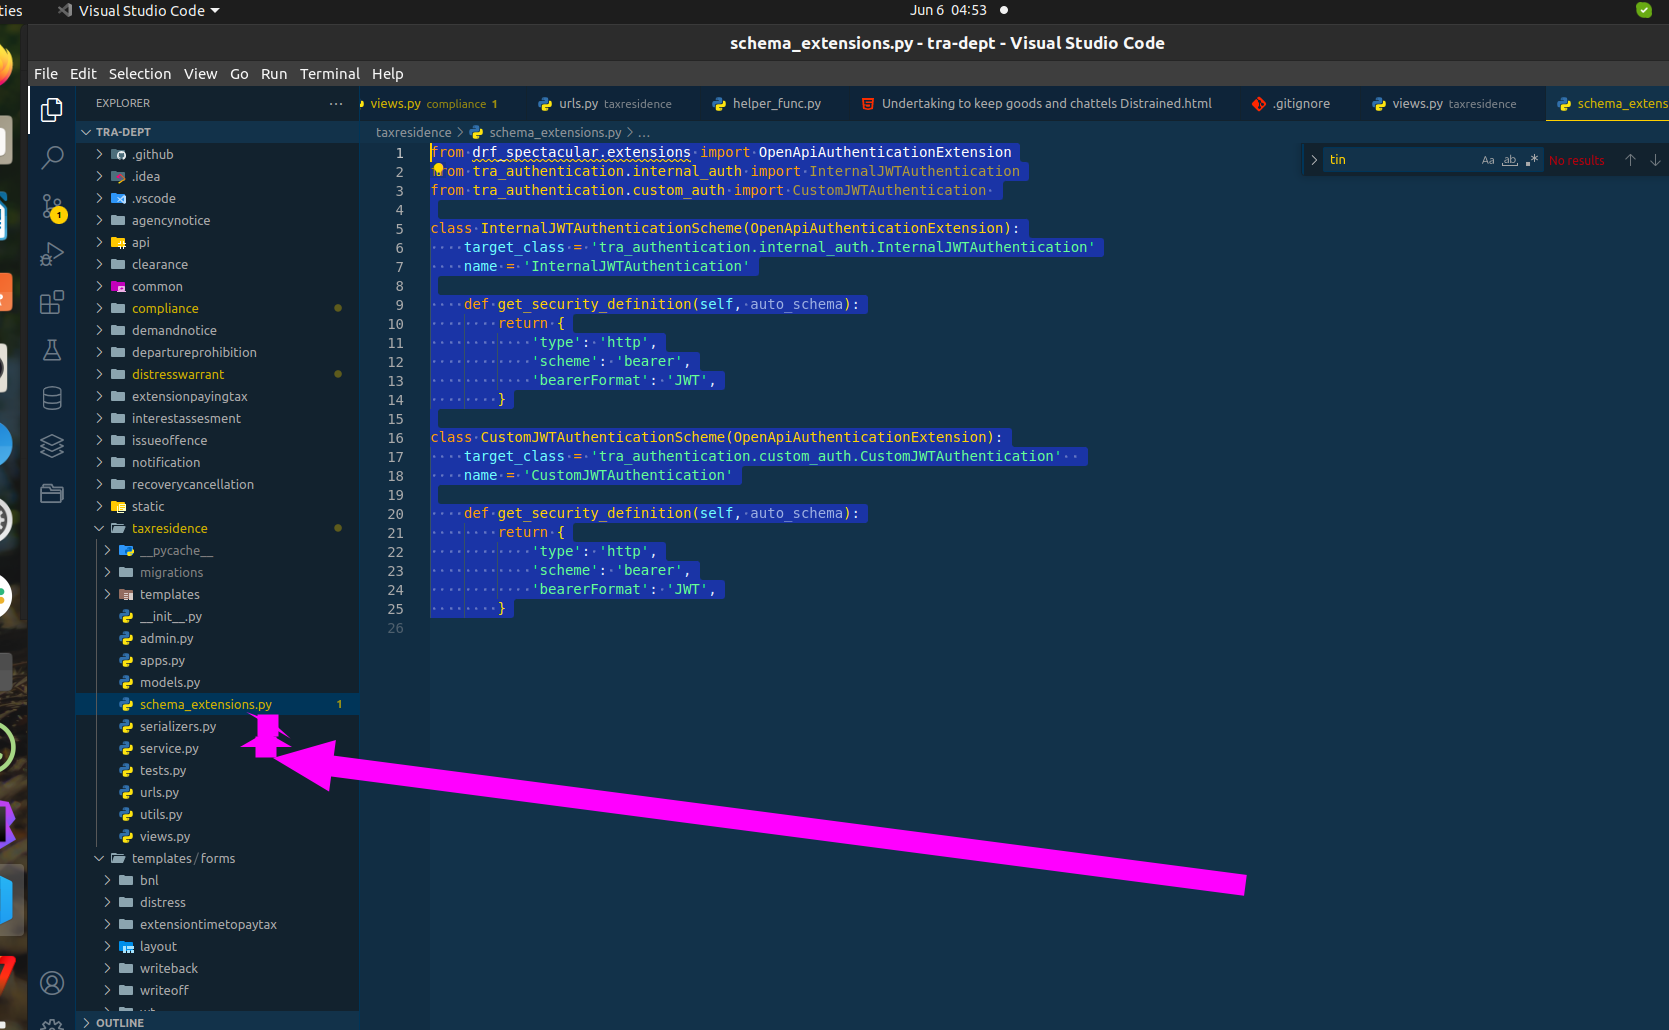 ties
Visual Studio Code
Jun 6 04:53
schema_extensions.py - tra-dept - Visual Studio Code
File Edit Selection View Go Run Terminal Help
EXPLORER
views.py compliance 1
urls.py taxresidence
helper_func.py
Undertaking to keep goods and chattels Distrained.html
.gitignore
views.py taxresidence
schema_extens
TRA-DEPT
.github
.idea
.vscode
agencynotice
api
clearance
common
compliance
demandnotice
departureprohibition
distresswarrant
extensionpayingtax
interestassesment
issueoffence
notification
recoverycancellation
static
taxresidence
__pycache__
migrations
templates
__init__.py
admin.py
apps.py
models.py
schema_extensions.py 1
serializers.py
service.py
tests.py
urls.py
utils.py
views.py
templates/forms
bnl
distress
extensiontimetopaytax
layout
writeback
writeoff
OUTLINE
1
taxresidence > schema_extensions.py > ...
tin
Aa ab .* No results
1 from drf_spectacular.extensions import OpenApiAuthenticationExtension
2 from tra_authentication.internal_auth import InternalJWTAuthentication
3 from tra_authentication.custom_auth import CustomJWTAuthentication
4
5 class InternalJWTAuthenticationScheme(OpenApiAuthenticationExtension):
6 target_class = 'tra_authentication.internal_auth.InternalJWTAuthentication'
7 name = 'InternalJWTAuthentication'
8
9 def get_security_definition(self, auto_schema):
10 return {
11 'type': 'http',
12 'scheme': 'bearer',
13 'bearerFormat': 'JWT',
14 }
15
16 class CustomJWTAuthenticationScheme(OpenApiAuthenticationExtension):
17 target_class = 'tra_authentication.custom_auth.CustomJWTAuthentication'
18 name = 'CustomJWTAuthentication'
19
20 def get_security_definition(self, auto_schema):
21 return {
22 'type': 'http',
23 'scheme': 'bearer',
24 'bearerFormat': 'JWT',
25 }
26